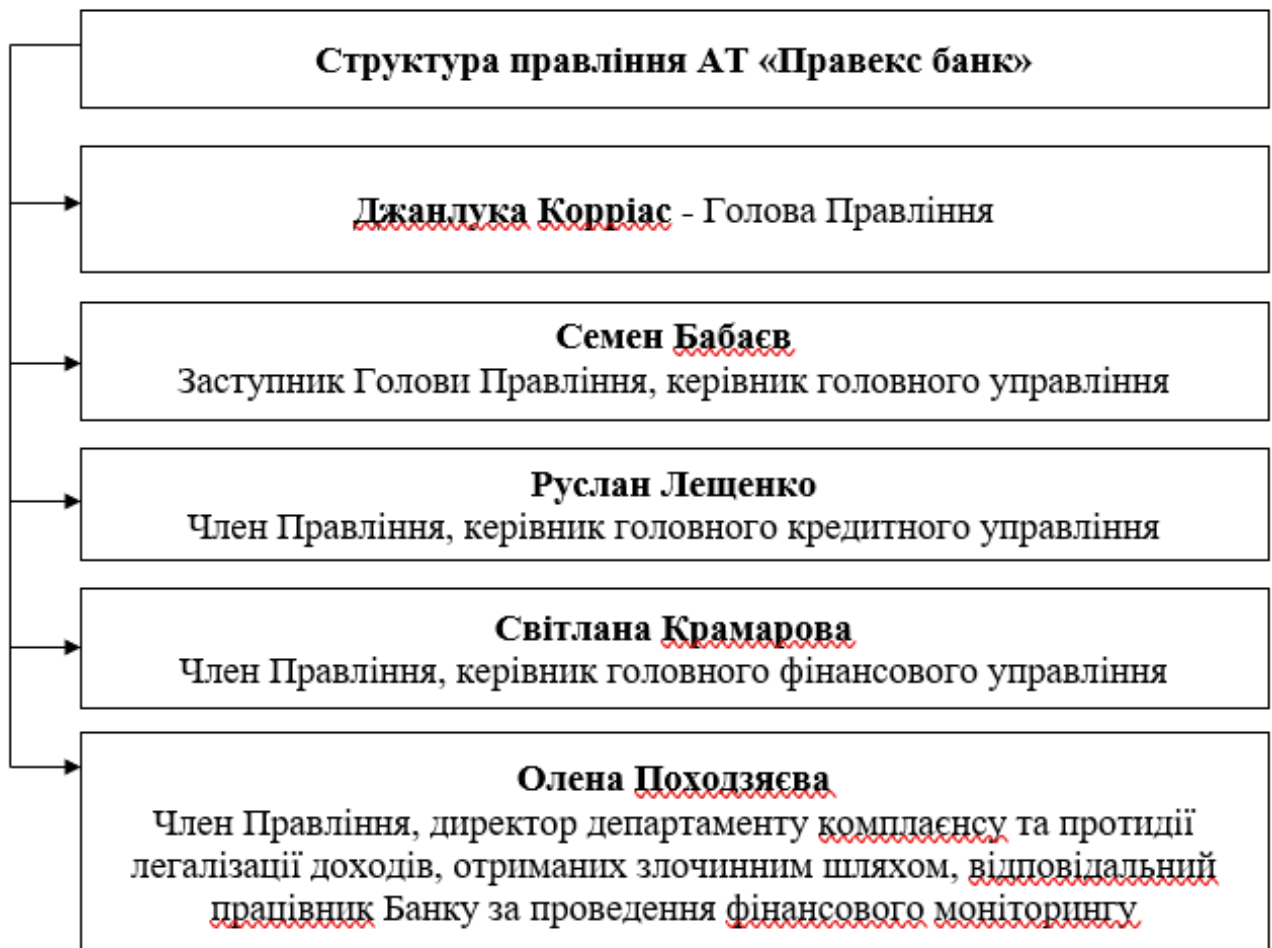 Структура правління АТ «Правекс банк»
Джанлука Корріас - Голова Правління
Семен Бабаєв
Заступник Голови Правління, керівник головного управління
Руслан Лещенко
Член Правління, керівник головного кредитного управління
Світлана Крамарова
Член Правління, керівник головного фінансового управління
Олена Походзяєва
Член Правління, директор департаменту комплаєнсу та протидії
легалізації доходів, отриманих злочинним шляхом, відповідальний
працівник Банку за проведення фінансового моніторингу